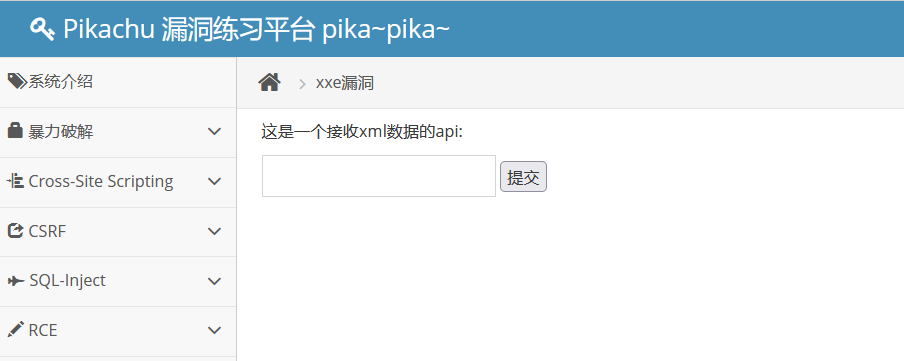 Pikachu 漏洞练习平台 pika~pika~
系统介绍
暴力破解
Cross-Site Scripting
CSRF
SQL-Inject
RCE
xxe漏洞
这是一个接收xml数据的api:
提交